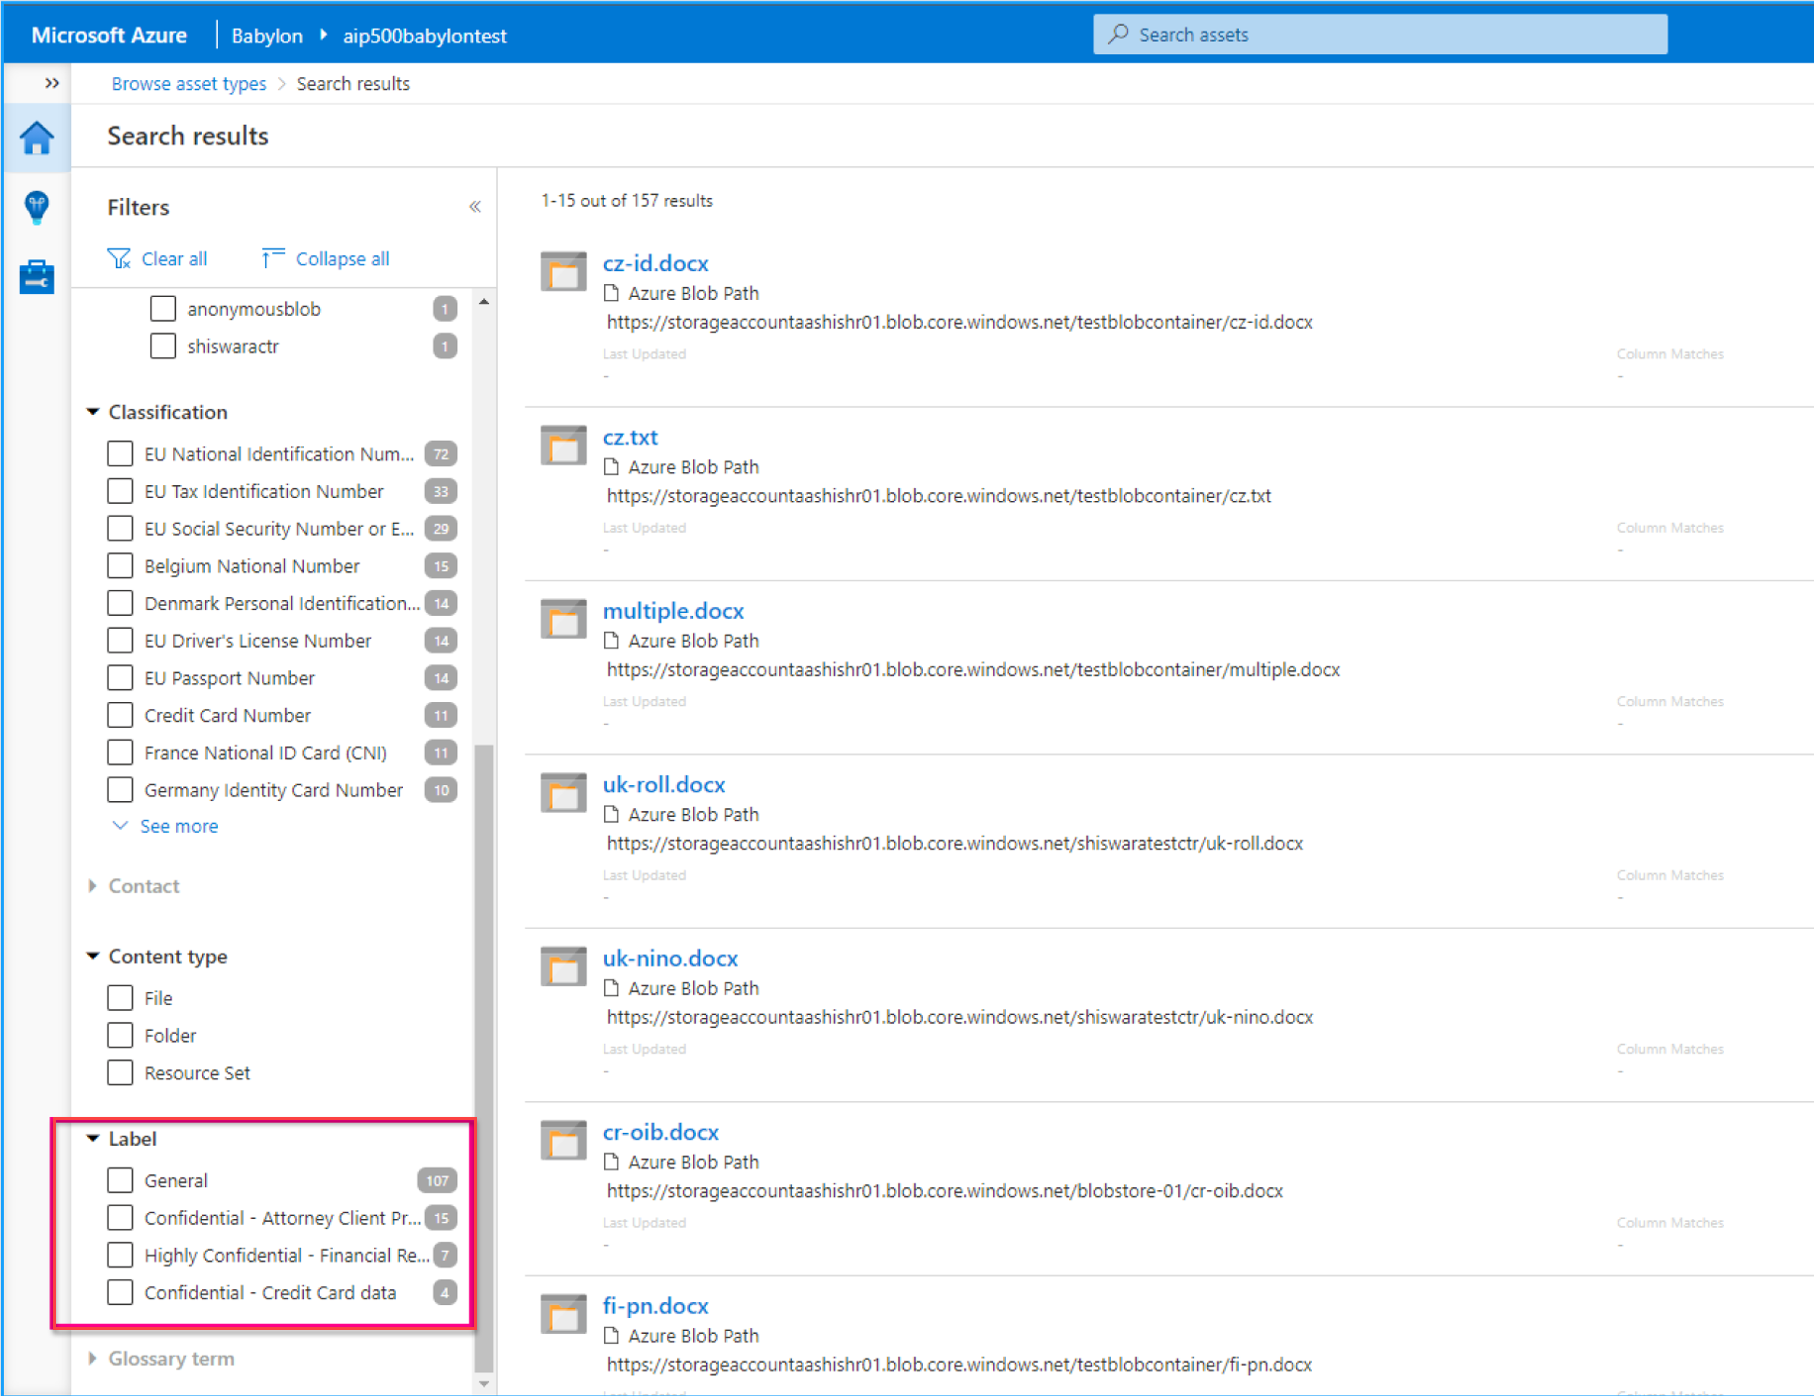 Microsoft Azure Babylon aip500babylontest Search assets
Browse asset types Search results
Search results
Filters
Clear all Collapse all
anonymousblob 1
shiswaractr 1
Classification
EU National Identification Num... 72
EU Tax Identification Number 33
EU Social Security Number or E... 29
Belgium National Number 15
Denmark Personal Identification... 14
EU Driver's License Number 14
EU Passport Number 14
Credit Card Number 11
France National ID Card (CNI) 11
Germany Identity Card Number 10
See more
Contact
Content type
File
Folder
Resource Set
Label
General 107
Confidential - Attorney Client Pr... 15
Highly Confidential - Financial Re... 7
Confidential - Credit Card data 4
Glossary term
1-15 out of 157 results
cz-id.docx
Azure Blob Path
https://storageaccountaashishr01.blob.core.windows.net/testblobcontainer/cz-id.docx
Last Updated Column Matches
- -
cz.txt
Azure Blob Path
https://storageaccountaashishr01.blob.core.windows.net/testblobcontainer/cz.txt
Last Updated Column Matches
- -
multiple.docx
Azure Blob Path
https://storageaccountaashishr01.blob.core.windows.net/testblobcontainer/multiple.docx
Last Updated Column Matches
- -
uk-roll.docx
Azure Blob Path
https://storageaccountaashishr01.blob.core.windows.net/shiswaratestctr/uk-roll.docx
Last Updated Column Matches
- -
uk-nino.docx
Azure Blob Path
https://storageaccountaashishr01.blob.core.windows.net/shiswaratestctr/uk-nino.docx
Last Updated Column Matches
- -
cr-oib.docx
Azure Blob Path
https://storageaccountaashishr01.blob.core.windows.net/blobstore-01/cr-oib.docx
Last Updated Column Matches
- -
fi-pn.docx
Azure Blob Path
https://storageaccountaashishr01.blob.core.windows.net/testblobcontainer/fi-pn.docx